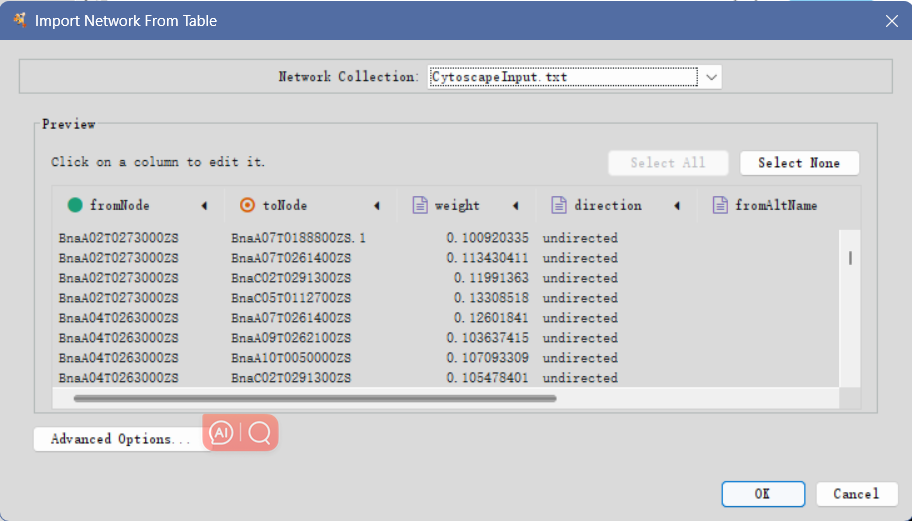 Import Network From Table
Network Collection: CytoscapeInput.txt
Preview
Click on a column to edit it. Select All Select None
fromNode toNode weight direction fromAltName
BnaA02T0273000ZS BnaA07T0188800ZS.1 0.100920335 undirected
BnaA02T0273000ZS BnaA07T0261400ZS 0.113430411 undirected
BnaA02T0273000ZS BnaC02T0291300ZS 0.11991363 undirected
BnaA02T0273000ZS BnaC05T0112700ZS 0.13308518 undirected
BnaA04T0263000ZS BnaA07T0261400ZS 0.12601841 undirected
BnaA04T0263000ZS BnaA09T0262100ZS 0.103637415 undirected
BnaA04T0263000ZS BnaA10T0050000ZS 0.107093309 undirected
BnaA04T0263000ZS BnaC02T0291300ZS 0.105478401 undirected
Advanced Options... AI
OK Cancel